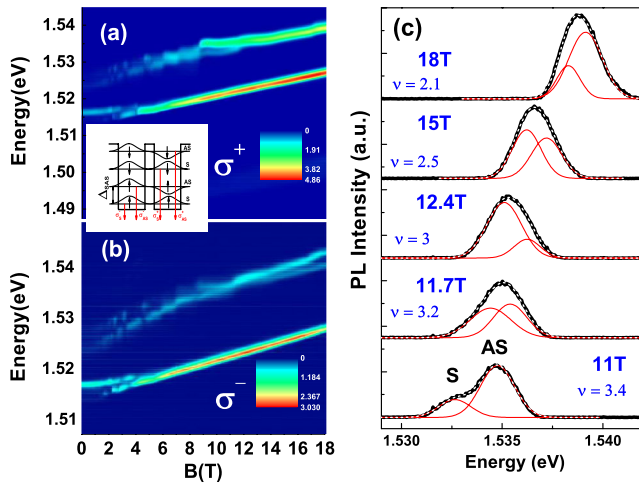 (a)
Energy(eV)
1.54
1.53
1.52
1.51
1.50
1.49
σ+
0
1.91
3.82
4.86
AS
S
AS
S
ΔSAS
(b)
Energy(eV)
1.54
1.53
1.52
1.51
σ−
0
1.184
2.367
3.030
0 2 4 6 8 10 12 14 16 18
B(T)
(c)
PL Intensity (a.u.)
18T
ν = 2.1
15T
ν = 2.5
12.4T
ν = 3
11.7T
ν = 3.2
11T
ν = 3.4
S
AS
1.530 1.535 1.540
Energy (eV)